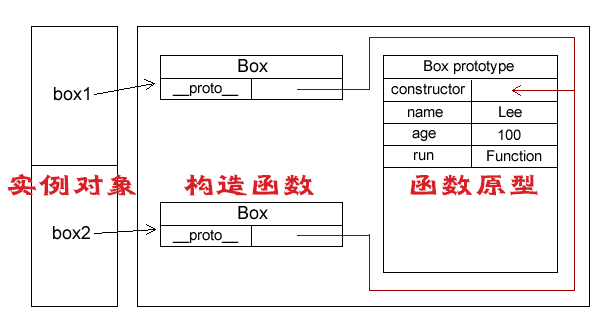 box1
box2
实例对象
Box
__proto__
构造函数
Box
__proto__
Box prototype
constructor
name Lee
age 100
run Function
函数原型